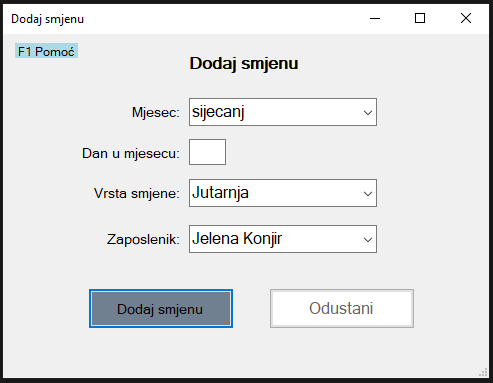 Dodaj smjenu
F1 Pomoć
Dodaj smjenu
Mjesec: sijecanj
Dan u mjesecu:
Vrsta smjene: Jutarnja
Zaposlenik: Jelena Konjir
Dodaj smjenu Odustani